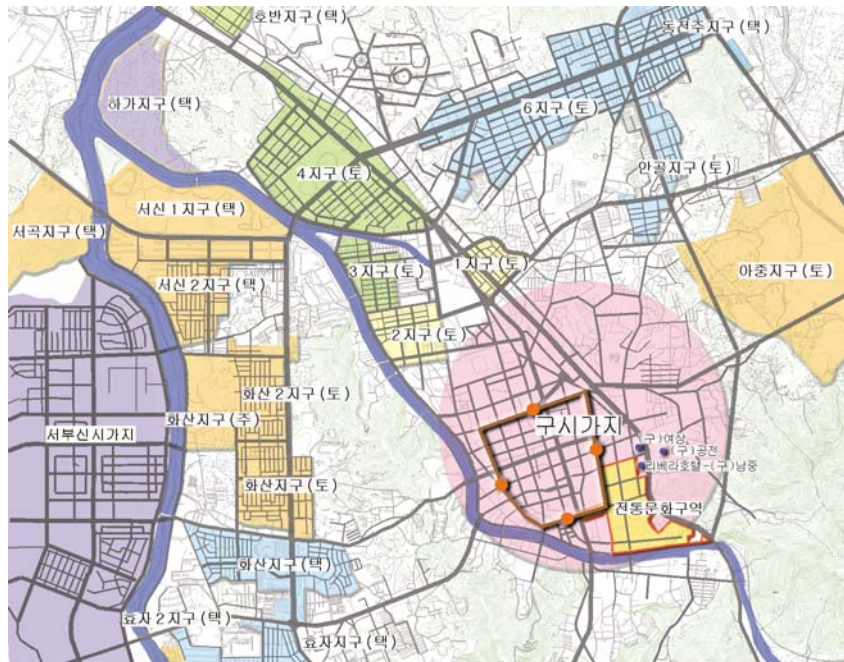 호반지구(택)
동전주지구(택)
하가지구(택)
6지구(토)
안골지구(토)
4지구(토)
서신1지구(택)
서곡지구(택)
3지구(토)
1지구(토)
아중지구(토)
서신2지구(택)
2지구(토)
화산2지구(토)
화산지구(주)
구시가지
서부신시가지
(구)여상
(구)공전
리베라호텔-(구)남중
화산지구(토)
전통문화구역
화산지구(택)
효자2지구(택)
효자지구(택)